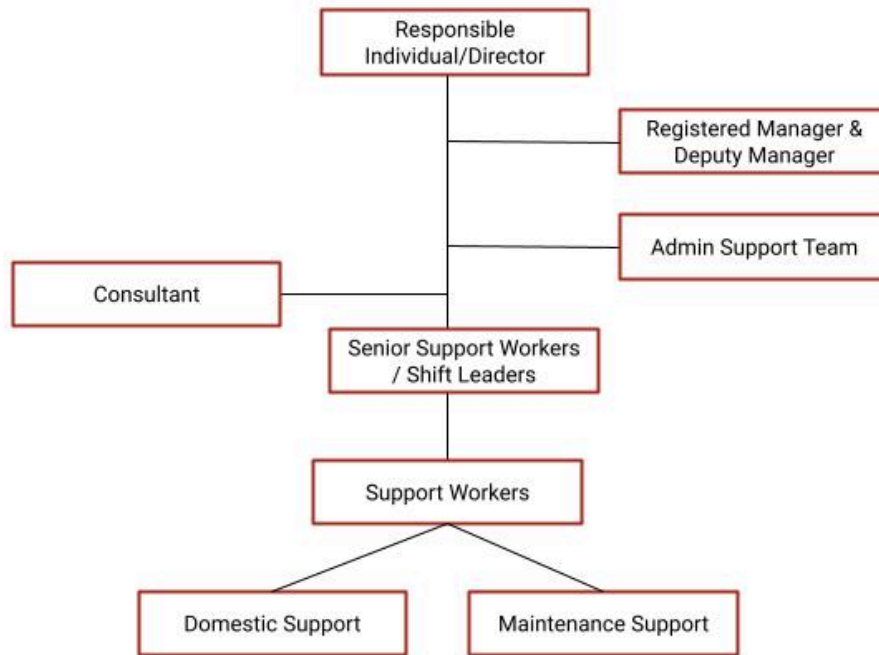 Responsible
Individual/Director
Registered Manager &
Deputy Manager
Admin Support Team
Consultant
Senior Support Workers
/ Shift Leaders
Support Workers
Domestic Support
Maintenance Support